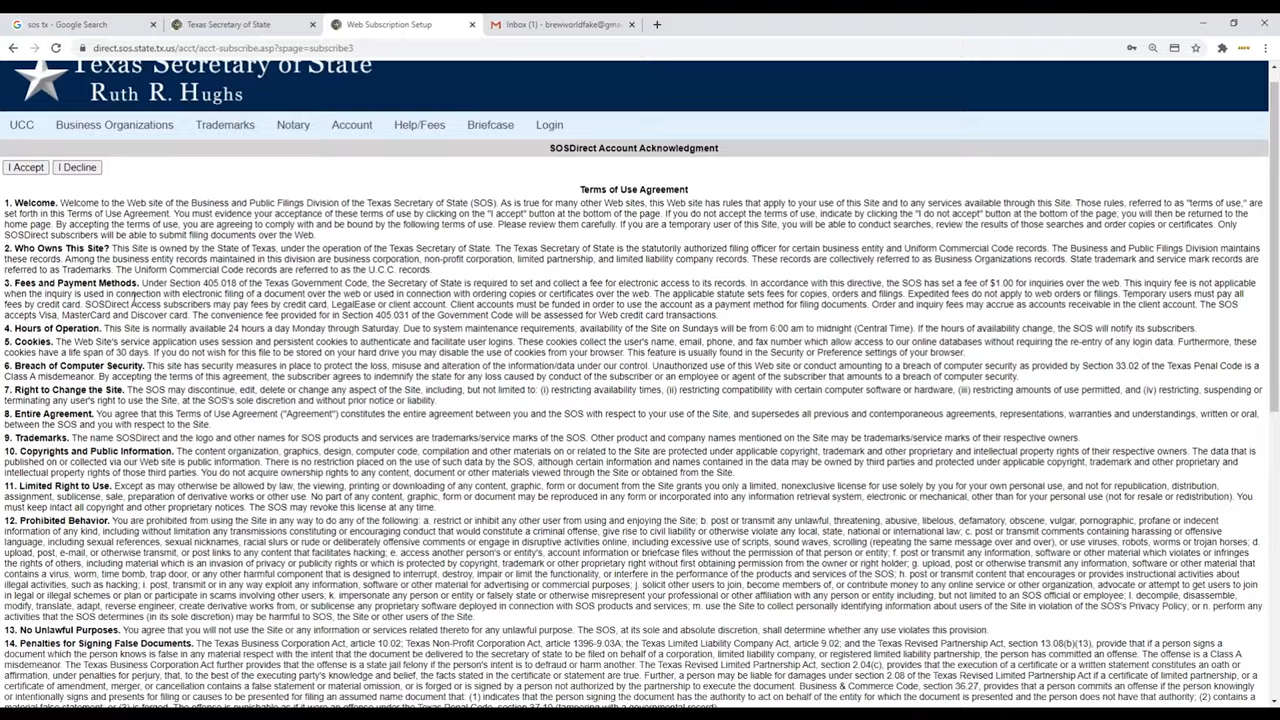 sos tx - Google Search
Texas Secretary of State
Web Subscription Setup
Inbox (1) - brewworldfake@gma
direct.sos.state.tx.us/acct/acct-subscribe.asp?spage=subscribe3
Texas Secretary of State
Ruth R. Hughs
UCC Business Organizations Trademarks Notary Account Help/Fees Briefcase Login
SOSDirect Account Acknowledgment
I Accept I Decline
Terms of Use Agreement
1. Welcome. Welcome to the Web site of the Business and Public Filings Division of the Texas Secretary of State (SOS). As is true for many other Web sites, this Web site has rules that apply to your use of this Site and to any services available through this Site. Those rules, referred to as "terms of use," are
set forth in this Terms of Use Agreement. You must evidence your acceptance of these terms of use by clicking on the "I accept" button at the bottom of the page. If you do not accept the terms of use, indicate by clicking the "I do not accept" button at the bottom of the page; you will then be returned to the
home page. By accepting the terms of use, you are agreeing to comply with and be bound by the following terms of use. Please review them carefully. If you are a temporary user of this Site, you will be able to conduct searches, review the results of those searches and order copies or certificates. Only
SOSDirect subscribers will be able to submit filing documents over the Web.
2. Who Owns This Site? This Site is owned by the State of Texas, under the operation of the Texas Secretary of State. The Texas Secretary of State is the statutorily authorized filing officer for certain business entity and Uniform Commercial Code records. The Business and Public Filings Division maintains
these records. Among the business entity records maintained in this division are business corporation, non-profit corporation, limited partnership, and limited liability company records. These records are collectively referred to as Business Organizations records. State trademark and service mark records are
referred to as Trademarks. The Uniform Commercial Code records are referred to as the U.C.C. records.
3. Fees and Payment Methods. Under Section 405.018 of the Texas Government Code, the Secretary of State is required to set and collect a fee for electronic access to its records. In accordance with this directive, the SOS has set a fee of $1.00 for inquiries over the web. This inquiry fee is not applicable
when the inquiry is used in connection with electronic filing of a document over the web or used in connection with ordering copies or certificates over the web. The applicable statute sets fees for copies, orders and filings. Expedited fees do not apply to web orders or filings. Temporary users must pay all
fees by credit card. SOSDirect Access subscribers may pay fees by credit card, LegalEase or client account. Client accounts must be funded in order to use the account as a payment method for filing documents. Order and inquiry fees may accrue as accounts receivable in the client account. The SOS
accepts Visa, MasterCard and Discover card. The convenience fee provided for in Section 405.031 of the Government Code will be assessed for Web credit card transactions.
4. Hours of Operation. This Site is normally available 24 hours a day Monday through Saturday. Due to system maintenance requirements, availability of the Site on Sundays will be from 6:00 am to midnight (Central Time). If the hours of availability change, the SOS will notify its subscribers.
5. Cookies. The Web Site's service application uses session and persistent cookies to authenticate and facilitate user logins. These cookies collect the user's name, email, phone, and fax number which allow access to our online databases without requiring the re-entry of any login data. Furthermore, these
cookies have a life span of 30 days. If you do not wish for this file to be stored on your hard drive you may disable the use of cookies from your browser. This feature is usually found in the Security or Preference settings of your browser.
6. Breach of Computer Security. This site has security measures in place to protect the loss, misuse and alteration of the information/data under our control. Unauthorized use of this Web site or conduct amounting to a breach of computer security as provided by Section 33.02 of the Texas Penal Code is a
Class A misdemeanor. By accepting the terms of this agreement, the subscriber agrees to indemnify the state for any loss caused by conduct of the subscriber or an employee or agent of the subscriber that amounts to a breach of computer security.
7. Right to Change the Site. The SOS may discontinue, edit, delete or change any aspect of the Site, including, but not limited to: (i) restricting availability times, (ii) restricting compatibility with certain computer software or hardware, (iii) restricting amounts of use permitted, and (iv) restricting, suspending or
terminating any user's right to use the Site, at the SOS's sole discretion and without prior notice or liability.
8. Entire Agreement. You agree that this Terms of Use Agreement ("Agreement") constitutes the entire agreement between you and the SOS with respect to your use of the Site, and supersedes all previous and contemporaneous agreements, representations, warranties and understandings, written or oral,
between the SOS and you with respect to the Site.
9. Trademarks. The name SOSDirect and the logo and other names for SOS products and services are trademarks/service marks of the SOS. Other product and company names mentioned on the Site may be trademarks/service marks of their respective owners.
10. Copyrights and Public Information. The content organization, graphics, design, computer code, compilation and other materials on or related to the Site are protected under applicable copyright, trademark and other proprietary and intellectual property rights of their respective owners. The data that is
published on or collected via our Web site is public information. There is no restriction placed on the use of such data by the SOS, although certain information and names contained in the data may be owned by third parties and protected under applicable copyright, trademark and other proprietary and
intellectual property rights of those third parties. You do not acquire ownership rights to any content, document or other materials viewed through the Site or obtained from the Site.
11. Limited Right to Use. Except as may otherwise be allowed by law, the viewing, printing or downloading of any content, graphic, form or document from the Site grants you only a limited, nonexclusive license for use solely by you for your own personal use, and not for republication, distribution,
assignment, sublicense, sale, preparation of derivative works or other use. No part of any content, graphic, form or document may be reproduced in any form or incorporated into any information retrieval system, electronic or mechanical, other than for your personal use (not for resale or redistribution). You
must keep intact all copyright and other proprietary notices. The SOS may revoke this license at any time.
12. Prohibited Behavior. You are prohibited from using the Site in any way to do any of the following: a. restrict or inhibit any other user from using and enjoying the Site; b. post or transmit any unlawful, threatening, abusive, libelous, defamatory, obscene, vulgar, pornographic, profane or indecent
information of any kind, including without limitation any transmissions constituting or encouraging conduct that would constitute a criminal offense, give rise to civil liability or otherwise violate any local, state, national or international law; c. post or transmit comments containing harassing or offensive
language, including sexual references, sexual nicknames, racial slurs or rude or deliberately offensive comments or engage in disruptive activities online, including excessive use of scripts, sound waves, scrolling (repeating the same message over and over), or use viruses, robots, worms or trojan horses; d.
upload, post, e-mail, or otherwise transmit, or post links to any content that facilitates hacking; e. access another person's or entity's, account information or briefcase files without the permission of that person or entity; f. post or transmit any information, software or other material which violates or infringes
the rights of others, including material which is an invasion of privacy or publicity rights or which is protected by copyright, trademark or other proprietary right without first obtaining permission from the owner or right holder; g. upload, post or otherwise transmit any information, software or other material that
contains a virus, worm, time bomb, trap door, or any other harmful component that is designed to interrupt, destroy, impair or limit the functionality, or interfere in the performance of the products and services of the SOS; h. post or transmit content that encourages or provides instructional activities about
illegal activities, such as hacking; i. post, transmit or in any way exploit any information, software or other material for advertising or commercial purposes; j. solicit other users to join, become members of, or contribute money to any online service or other organization, advocate or attempt to get users to join
in legal or illegal schemes or plan or participate in scams involving other users; k. impersonate any person or entity or falsely state or otherwise misrepresent your professional or other affiliation with any person or entity including, but not limited to an SOS official or employee; l. decompile, disassemble,
modify, translate, adapt, reverse engineer, create derivative works from, or sublicense any proprietary software deployed in connection with SOS products and services; m. use the Site to collect personally identifying information about users of the Site in violation of the SOS's Privacy Policy; or n. perform any
activities that the SOS determines (in its sole discretion) may be harmful to SOS, the Site or other users of the Site.
13. No Unlawful Purposes. You agree that you will not use the Site or any information or services related thereto for any unlawful purpose. The SOS, at its sole and absolute discretion, shall determine whether any use violates this provision.
14. Penalties for Signing False Documents. The Texas Business Corporation Act, article 10.02; Texas Non-Profit Corporation Act, article 1396-9.03A; the Texas Limited Liability Company Act, article 9.02; and the Texas Revised Partnership Act, section 13.08(b)(13), provide that if a person signs a
document which the person knows is false in any material respect with the intent that the document be delivered to the secretary of state to be filed on behalf of a corporation, limited liability company, or registered limited liability partnership, the person has committed an offense. The offense is a Class A
misdemeanor. The Texas Business Corporation Act further provides that the offense is a state jail felony if the person's intent is to defraud or harm another. The Texas Revised Limited Partnership Act, section 2.04(c), provides that the execution of a certificate or a written statement constitutes an oath or
affirmation, under penalties for perjury, that, to the best of the executing party's knowledge and belief, the facts stated in the certificate or statement are true. Further, a person may be liable for damages under section 2.08 of the Texas Revised Limited Partnership Act if a certificate of limited partnership, or a
certificate of amendment, merger, or cancellation contains a false statement or material omission, or is forged or is signed by a person not authorized by the partnership to execute the document. Business & Commerce Code, section 36.27, provides that a person commits an offense if the person knowingly
or intentionally signs and presents for filing or causes to be presented for filing an assumed name document that: (1) indicates that the person signing the document has the authority to act on behalf of the entity for which the document is presented and the person does not have that authority, (2) contains a
material false statement; or (3) is forged. The offense is punishable as if it were an offense under the Texas Penal Code, section 37.10 (tampering with a governmental record).